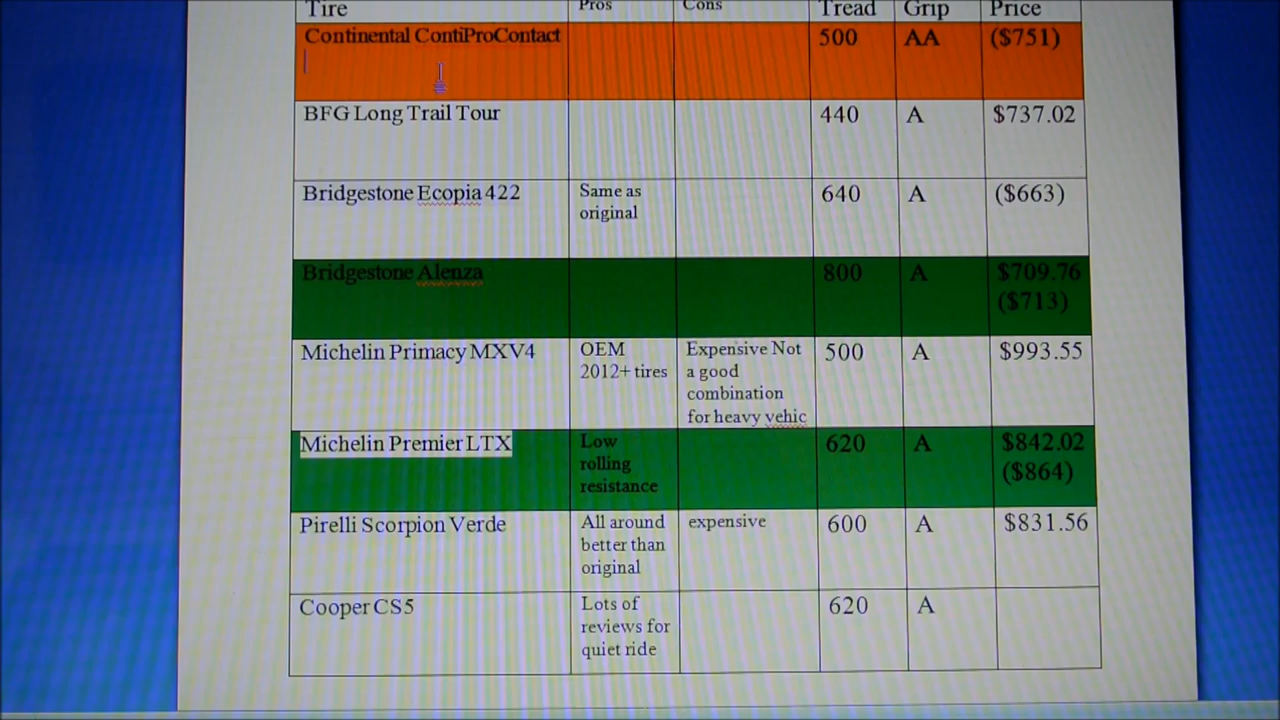 Tire Pros Cons Tread Grip Price
Continental ContiProContact 500 AA ($751)
BFG Long Trail Tour 440 A $737.02
Bridgestone Ecopia 422 Same as 640 A ($663)
original
Bridgestone Alenza 800 A $709.76
($713)
Michelin Primacy MXV4 OEM Expensive Not 500 A $993.55
2012+ tires a good
combination
for heavy vehic
Michelin Premier LTX Low 620 A $842.02
rolling ($864)
resistance
Pirelli Scorpion Verde All around expensive 600 A $831.56
better than
original
Cooper CS5 Lots of 620 A
reviews for
quiet ride